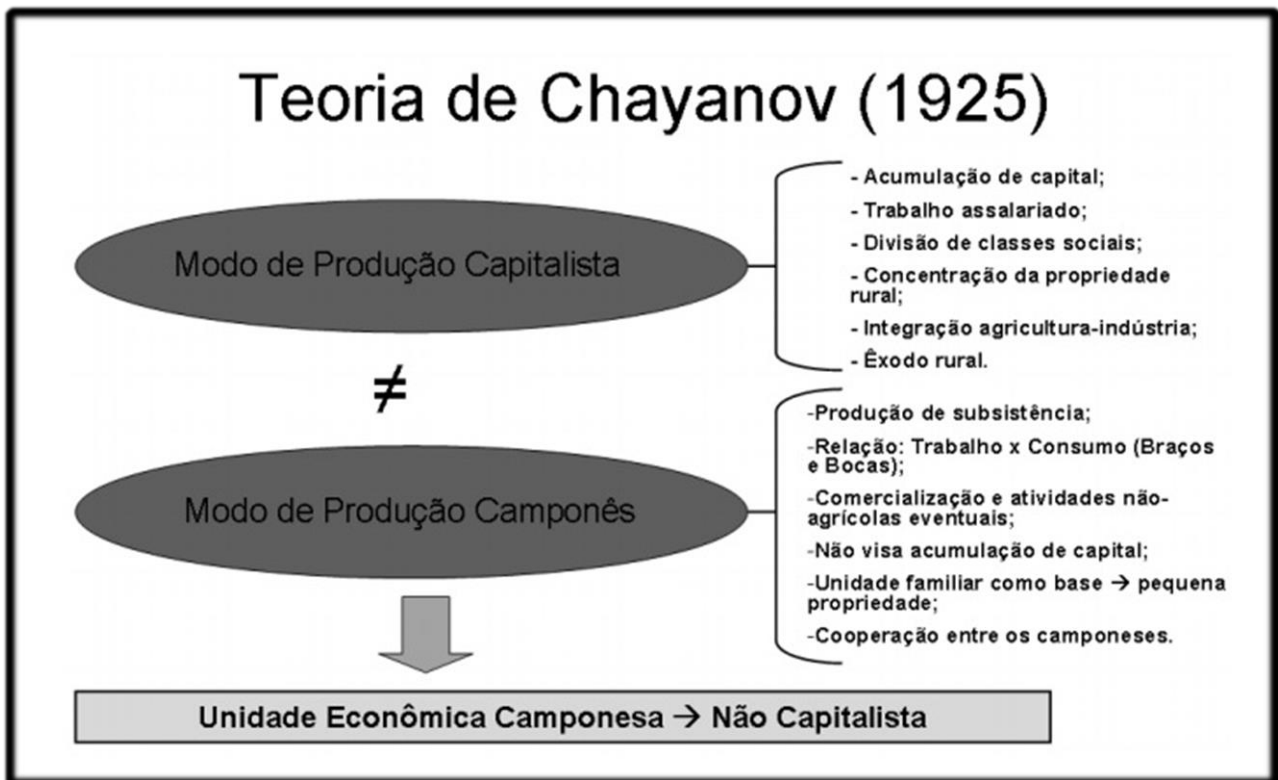 Teoria de Chayanov (1925)
Modo de Produção Capitalista
- Acumulação de capital;
- Trabalho assalariado;
- Divisão de classes sociais;
- Concentração da propriedade
rural;
- Integração agricultura-indústria;
- Êxodo rural.
≠
Modo de Produção Camponês
-Produção de subsistência;
-Relação: Trabalho x Consumo (Braços
e Bocas);
-Comercialização e atividades não-
agrícolas eventuais;
-Não visa acumulação de capital;
-Unidade familiar como base → pequena
propriedade;
-Cooperação entre os camponeses.
Unidade Econômica Camponesa → Não Capitalista